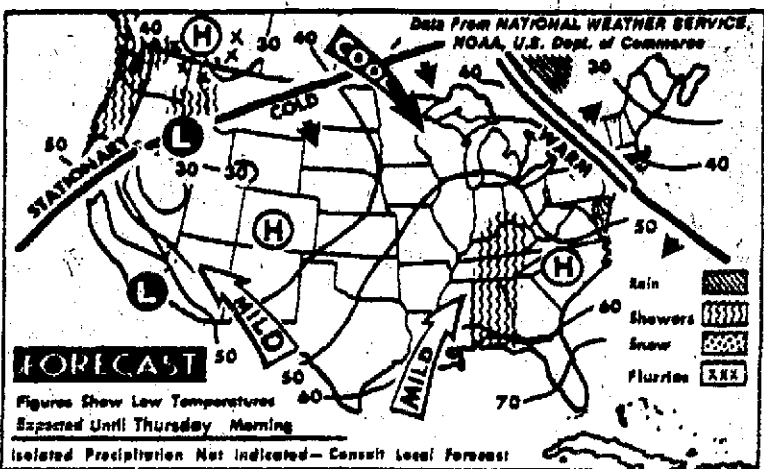 Data From NATIONAL WEATHER SERVICE,
NOAA, U.S. Dept. of Commerce
40
H
30
40
COOL
40
30
COLD
L
50
STATIONARY
30
30
WARM
40
H
50
H
L
MILD
MILD
60
50
50
60
70
Rain
Showers
Snow
Flurries
FORECAST
Figures Show Low Temperatures
Expected Until Thursday Morning
Isolated Precipitation Not Indicated – Consult Local Forecast